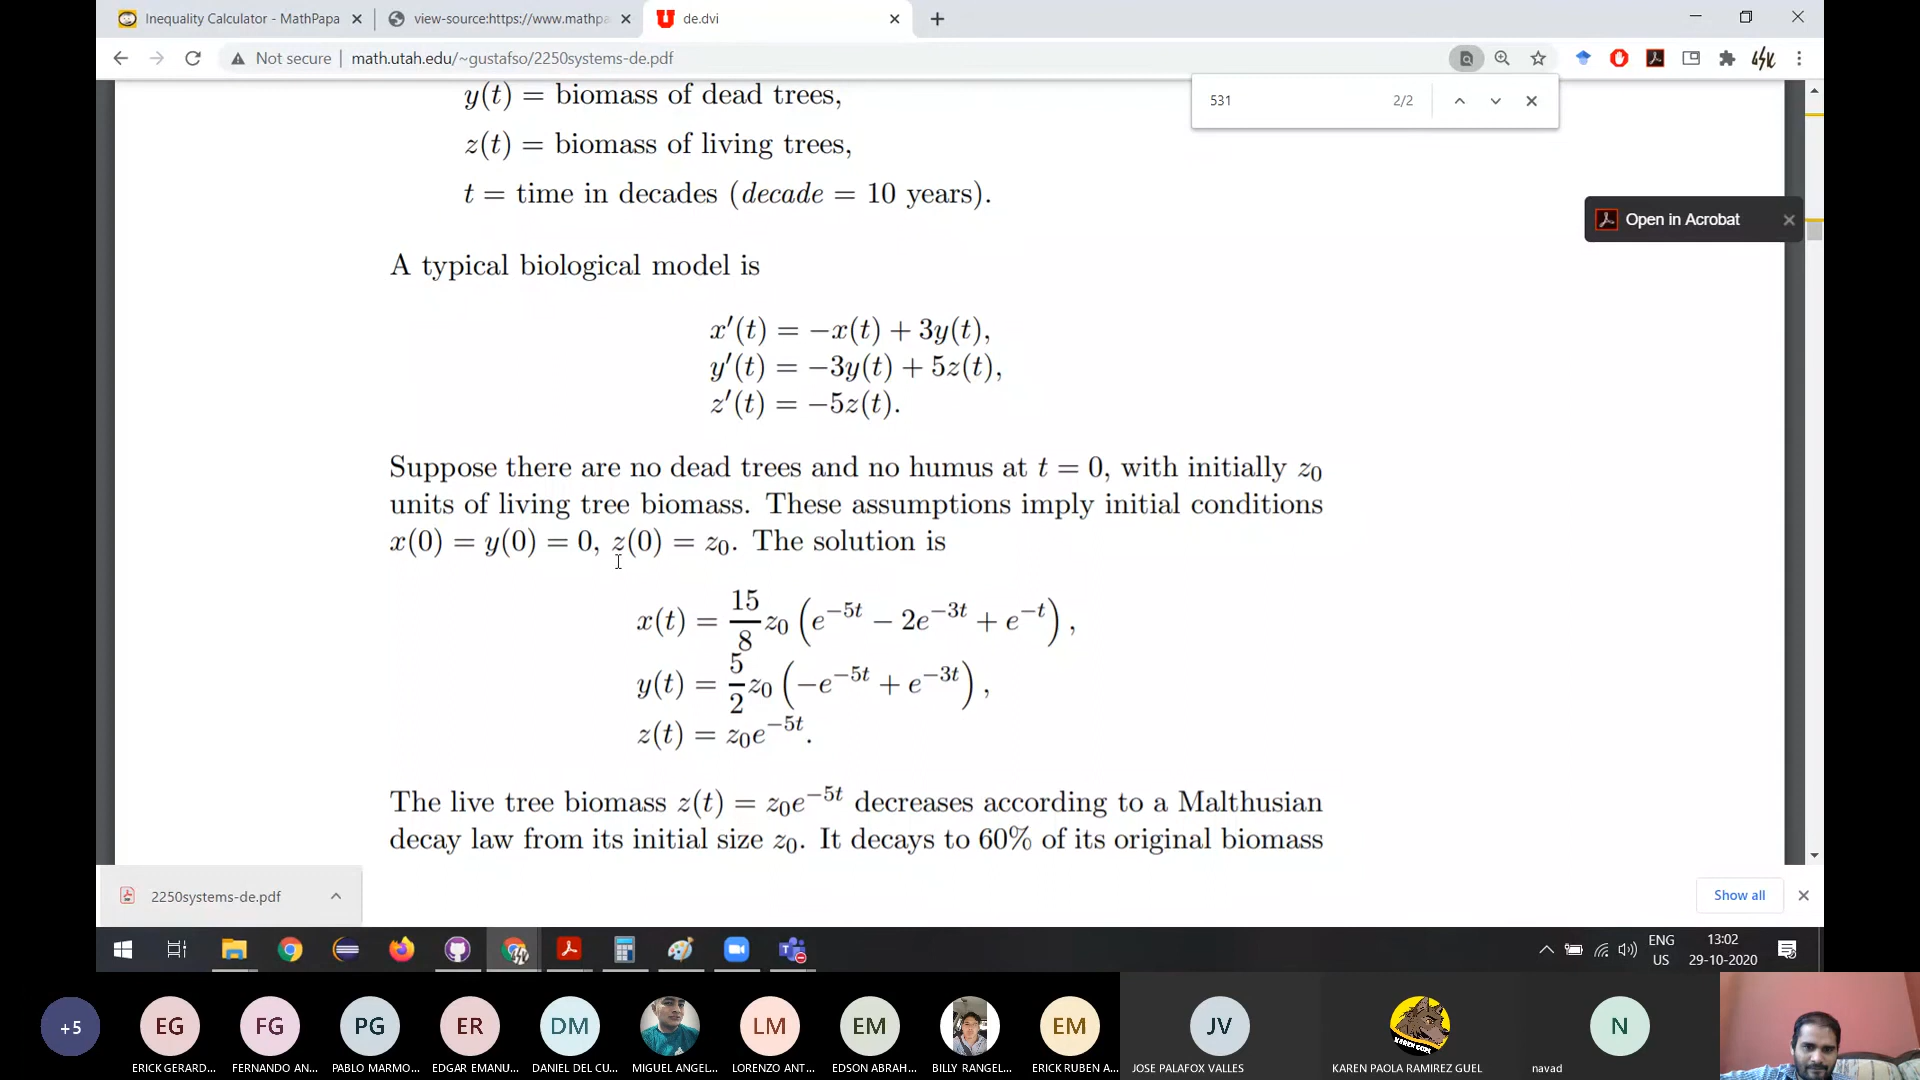 Inequality Calculator - MathPapa
view-source:https://www.mathpa
de.dvi
Not secure
math.utah.edu/~gustafso/2250systems-de.pdf
531
2/2
Open in Acrobat
y(t) = biomass of dead trees,
z(t) = biomass of living trees,
t = time in decades (decade = 10 years).
A typical biological model is
x′(t) = −x(t) + 3y(t),
y′(t) = −3y(t) + 5z(t),
z′(t) = −5z(t).
Suppose there are no dead trees and no humus at t = 0, with initially z₀
units of living tree biomass. These assumptions imply initial conditions
x(0) = y(0) = 0, z(0) = z₀. The solution is
x(t) = 15/8 z₀ (e⁻⁵ᵗ − 2e⁻³ᵗ + e⁻ᵗ),
y(t) = 5/2 z₀ (−e⁻⁵ᵗ + e⁻³ᵗ),
z(t) = z₀e⁻⁵ᵗ.
The live tree biomass z(t) = z₀e⁻⁵ᵗ decreases according to a Malthusian
decay law from its initial size z₀. It decays to 60% of its original biomass
2250systems-de.pdf
Show all
ENG
US
13:02
29-10-2020
+5
EG
FG
PG
ER
DM
LM
EM
EM
JV
KAREN GUEL
N
ERICK GERARD...
FERNANDO AN...
PABLO MARMO...
EDGAR EMANU...
DANIEL DEL CU...
MIGUEL ANGEL...
LORENZO ANT...
EDSON ABRAH...
BILLY RANGEL...
ERICK RUBEN A...
JOSE PALAFOX VALLES
KAREN PAOLA RAMIREZ GUEL
navad